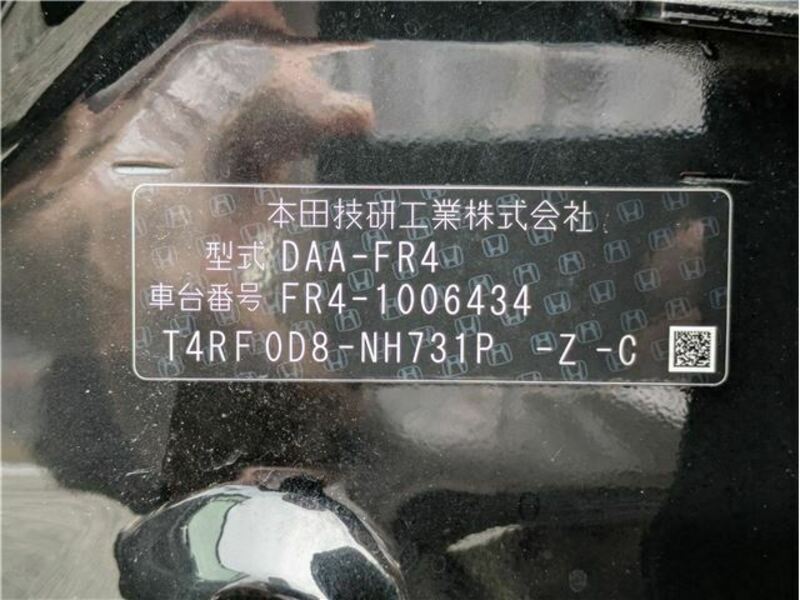 本田技研工業株式会社
型式 DAA-FR4
車台番号 FR4-1006434
T4RF0D8-NH731P -Z -C